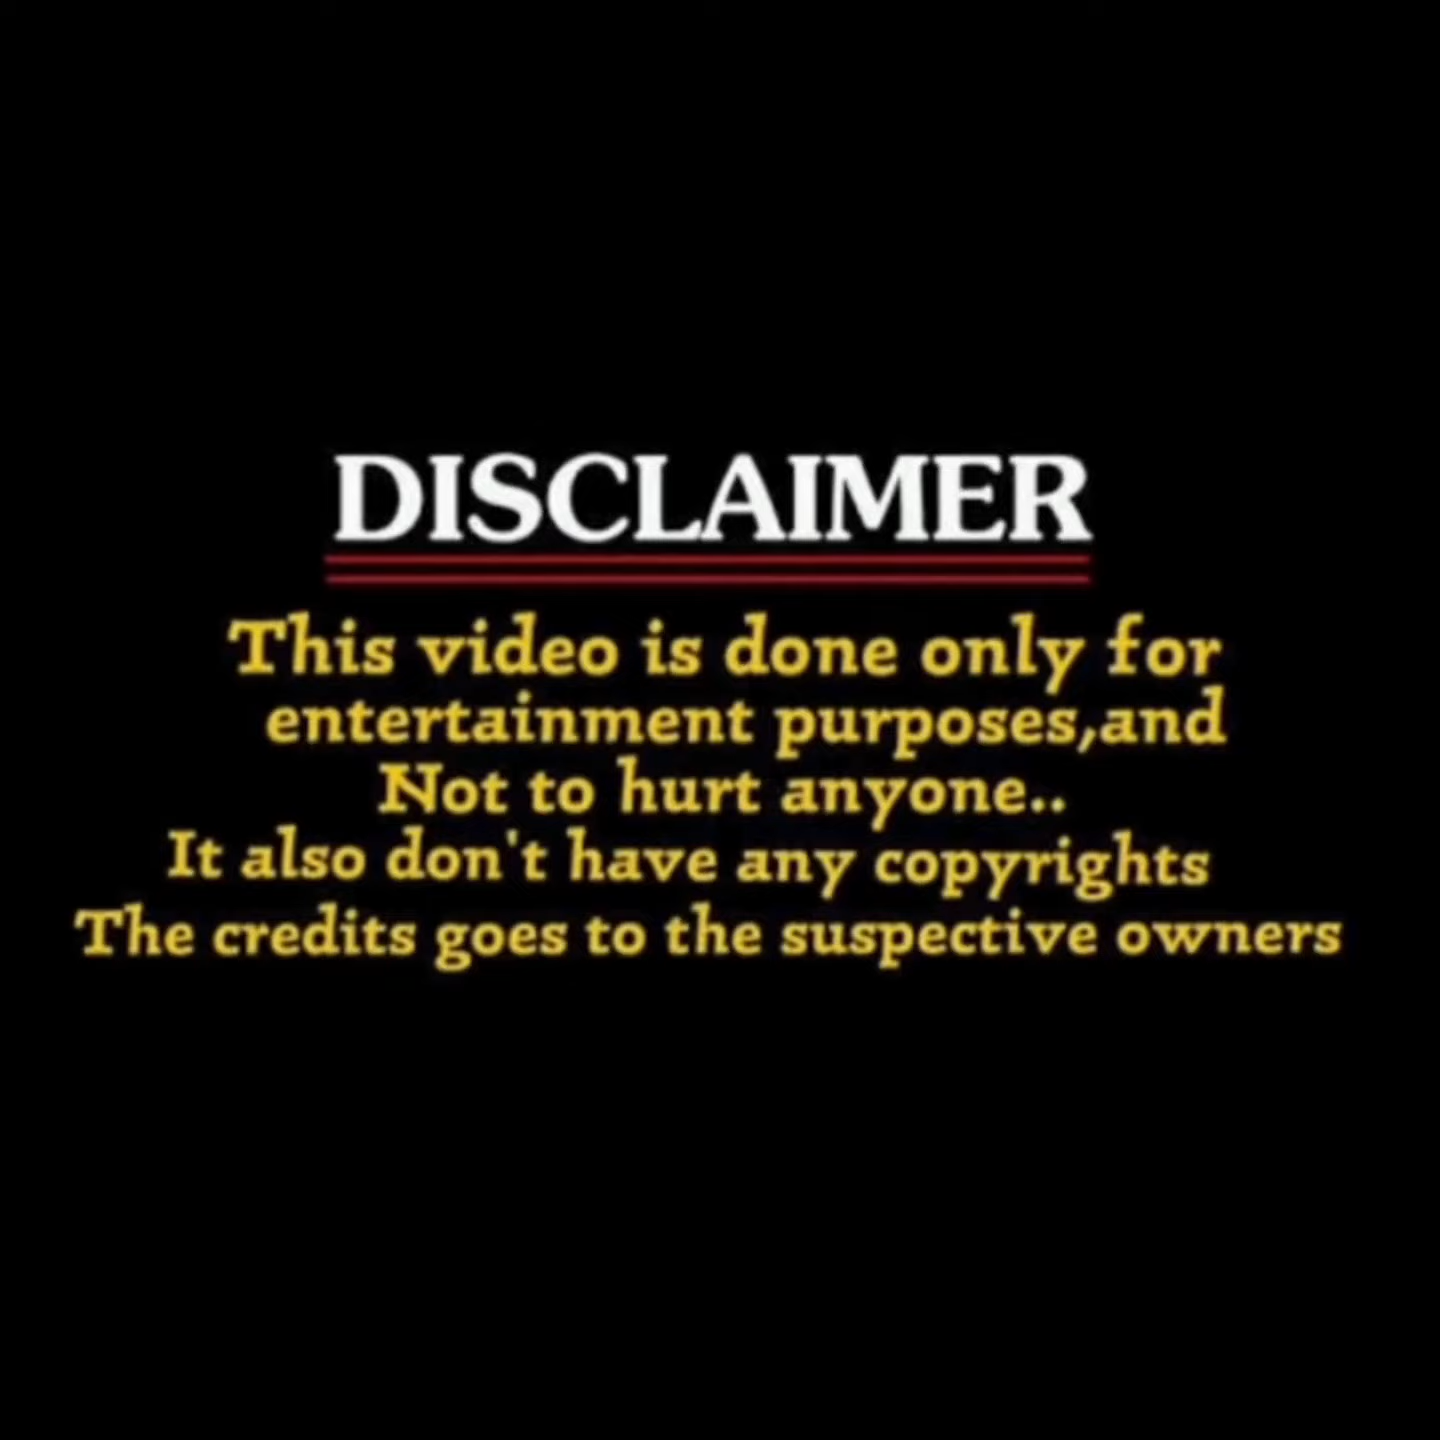 DISCLAIMER
This video is done only for
entertainment purposes,and
Not to hurt anyone..
It also don't have any copyrights
The credits goes to the suspective owners